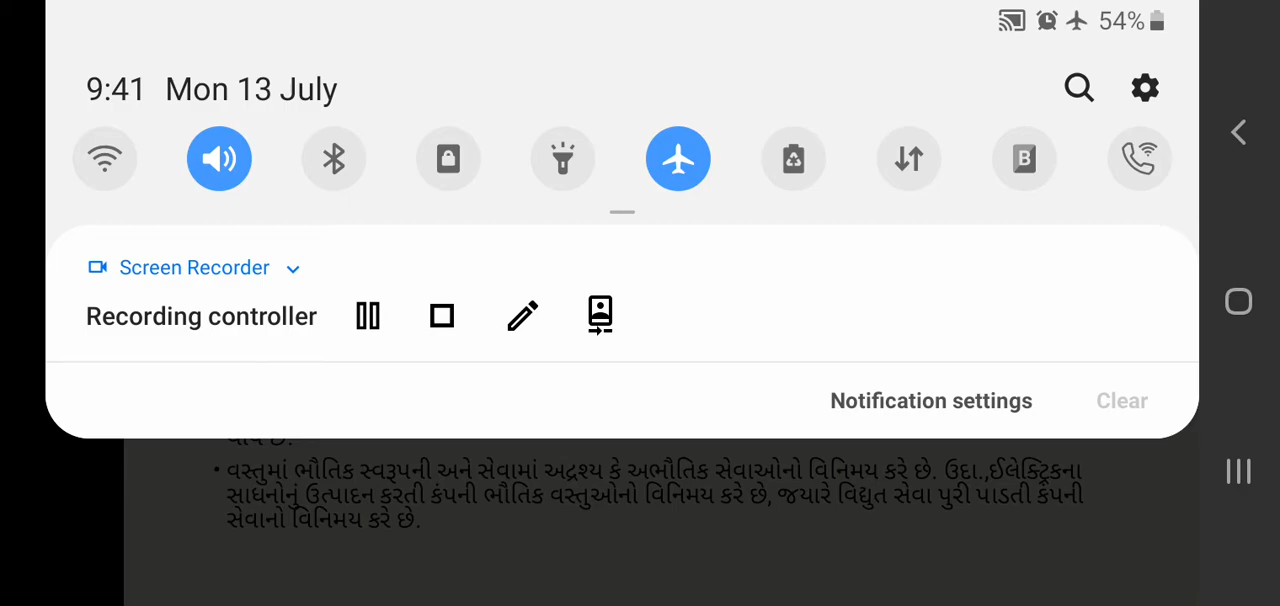 54%
9:41 Mon 13 July
B
Screen Recorder
Recording controller
Notification settings Clear
• વસ્તુમાં ભૌતિક સ્વરૂપની અને સેવામાં અદ્રશ્ય કે અભૌતિક સેવાઓનો વિનિમય કરે છે. ઉદા.,ઈલેક્ટ્રિકના
સાધનોનું ઉત્પાદન કરતી કંપની ભૌતિક વસ્તુઓનો વિનિમય કરે છે, જ્યારે વિદ્યુત સેવા પુરી પાડતી કંપની
સેવાનો વિનિમય કરે છે.